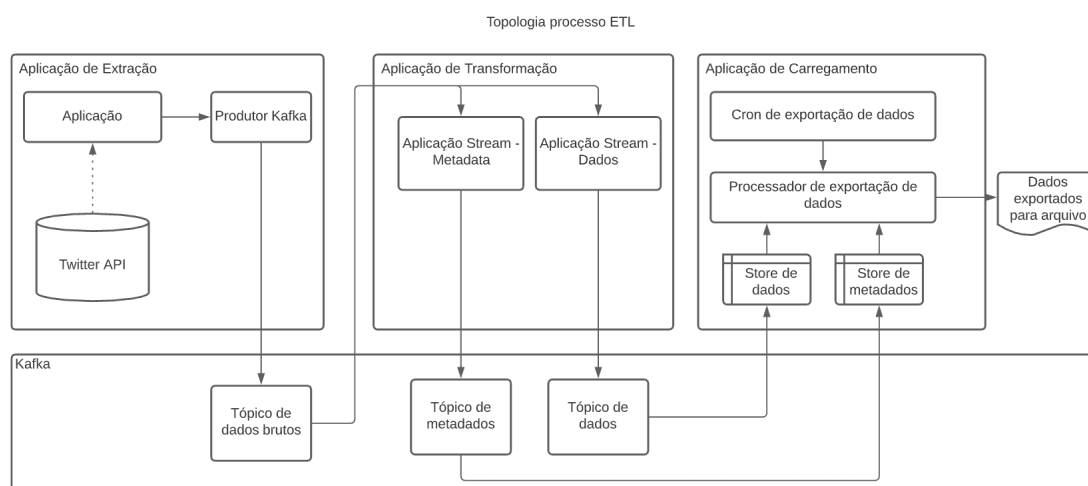 Topologia processo ETL
Aplicação de Extração
Aplicação
Produtor Kafka
Twitter API
Aplicação de Transformação
Aplicação Stream -
Metadata
Aplicação Stream -
Dados
Aplicação de Carregamento
Cron de exportação de dados
Processador de exportação de
dados
Store de
dados
Store de
metadados
Dados
exportados
para arquivo
Kafka
Tópico de
dados brutos
Tópico de
metadados
Tópico de
dados